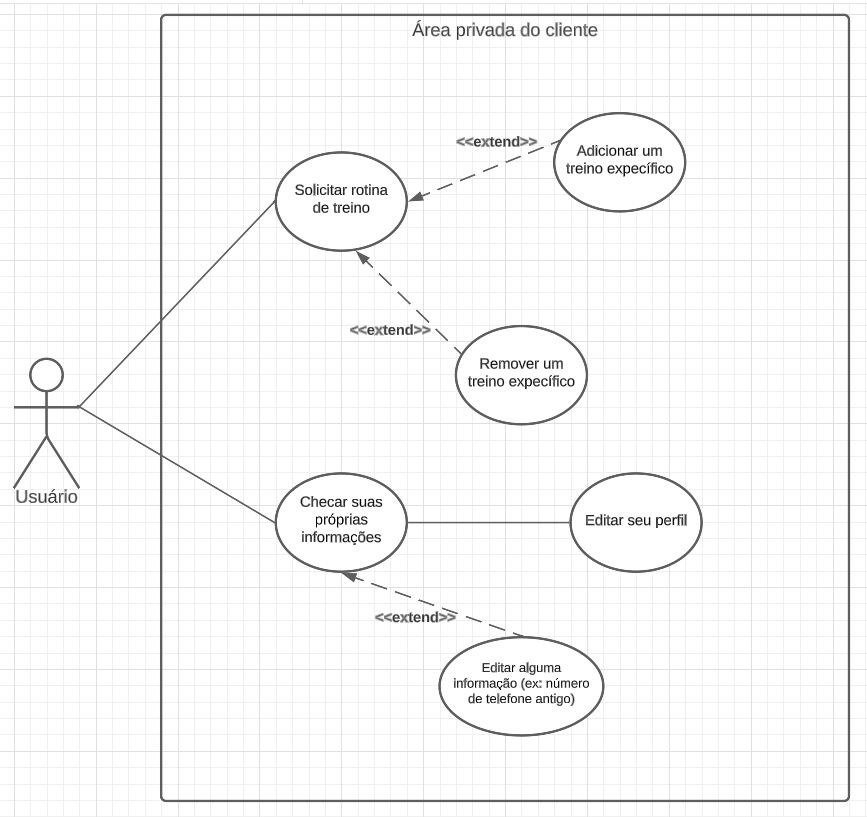 Área privada do cliente
<<extend>>
Adicionar um
treino expecífico
Solicitar rotina
de treino
<<extend>>
Remover um
treino expecífico
Usuário
Checar suas
próprias
informações
Editar seu perfil
<<extend>>
Editar alguma
informação (ex: número
de telefone antigo)